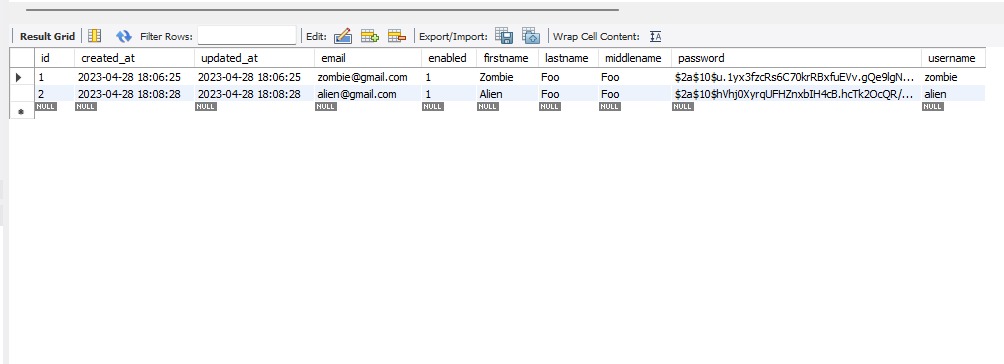 Result Grid Filter Rows: Edit: Export/Import: Wrap Cell Content: IA
id created_at updated_at email enabled firstname lastname middlename password username
1 2023-04-28 18:06:25 2023-04-28 18:06:25 zombie@gmail.com 1 Zombie Foo Foo $2a$10$u.1yx3fzcRs6C70krRBxfuEVv.gQe9lgN... zombie
2 2023-04-28 18:08:28 2023-04-28 18:08:28 alien@gmail.com 1 Alien Foo Foo $2a$10$hVhj0XyrqUFHZnxbIH4cB.hcTk2OcQR/... alien
NULL NULL NULL NULL NULL NULL NULL NULL NULL NULL